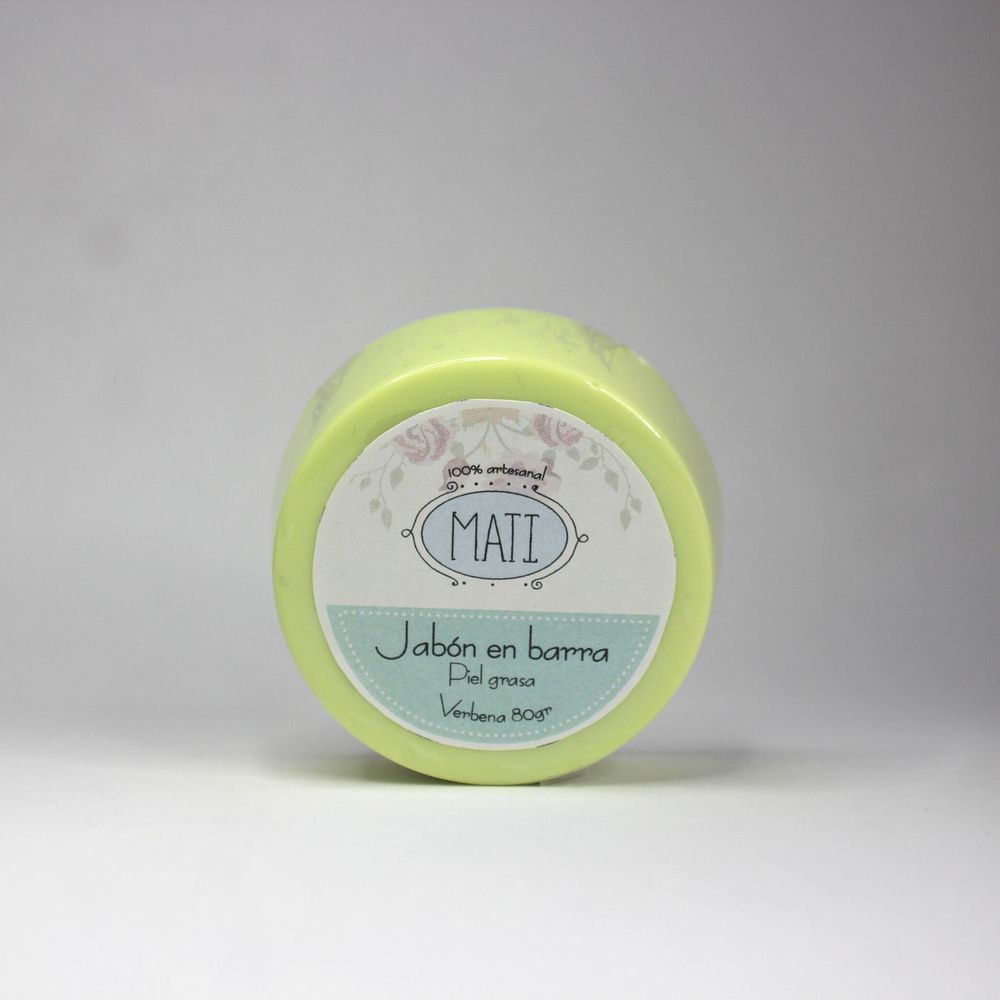 100% artesanal
MATI
Jabón en barra
Piel grasa
Verbena 80gr